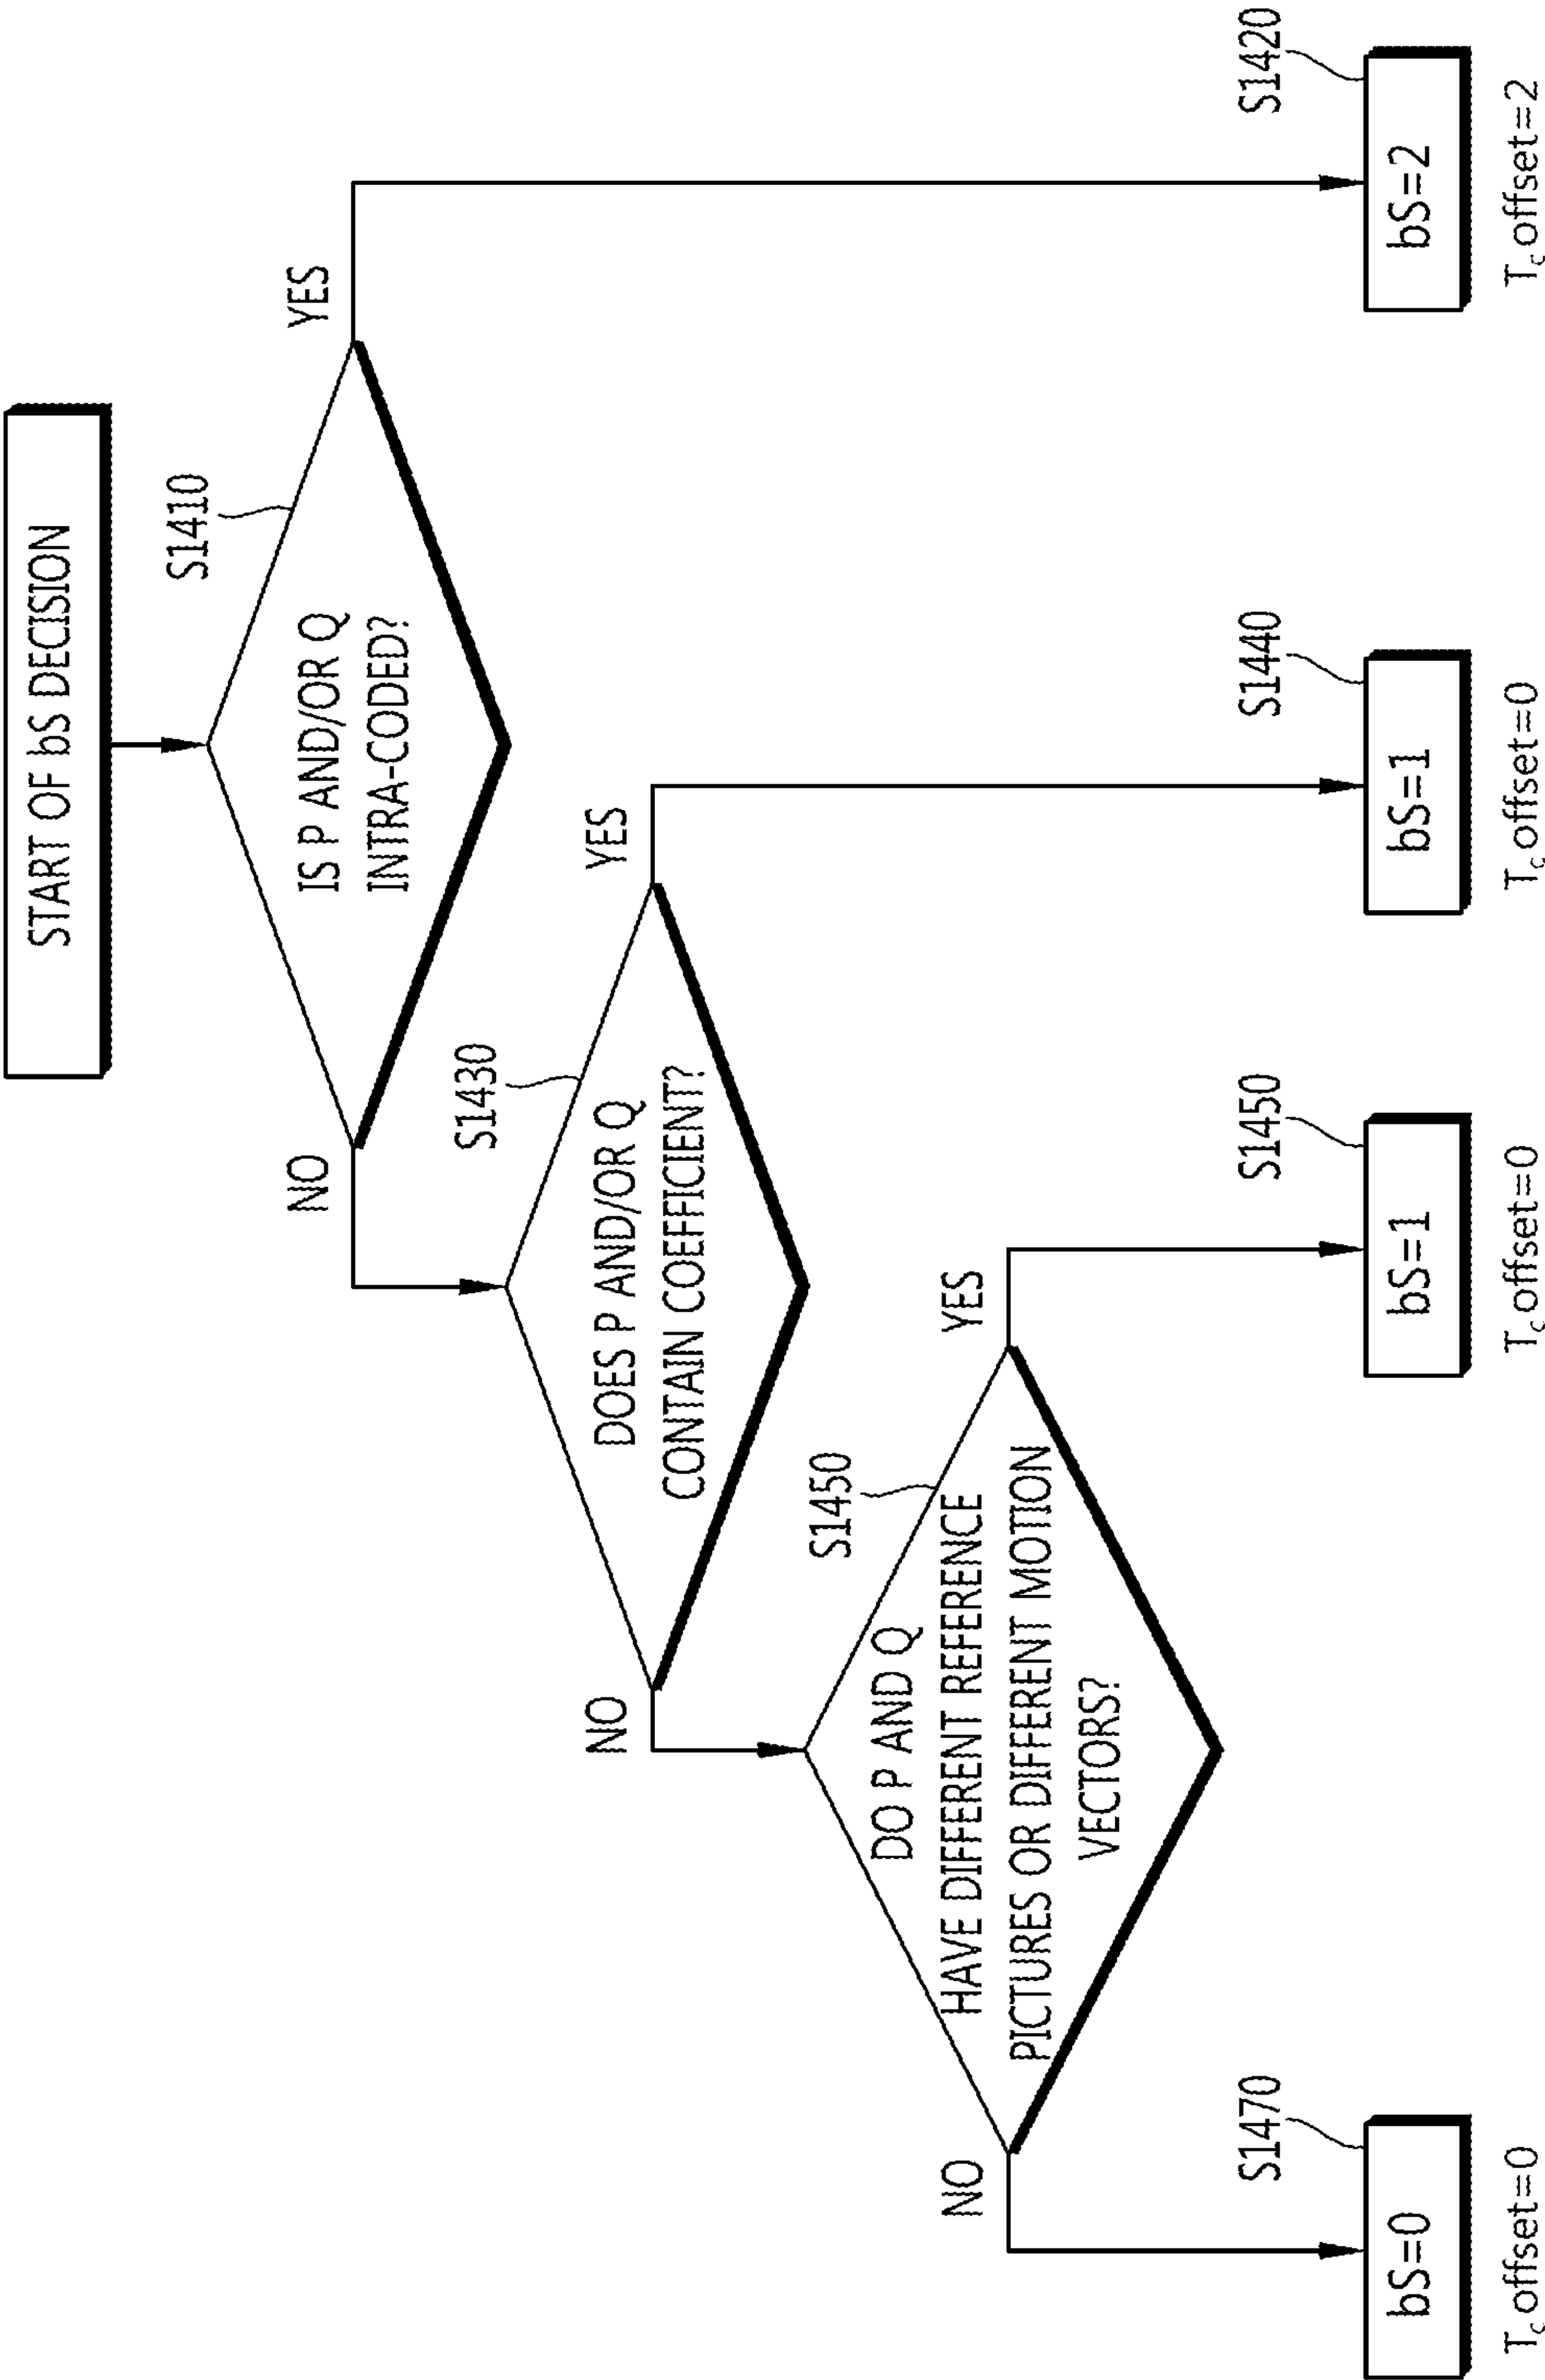 START OF bS DECISION
S1410
IS P AND/OR Q
INTRA-CODED?
NO
YES
S1430
DOES P AND/OR Q
CONTAIN COEFFICIENT?
NO
YES
S1450
DO P AND Q
HAVE DIFFERENT REFERENCE
PICTURES OR DIFFERENT MOTION
VECTORS?
NO
YES
S1470
bS=0
Tc offset=0
S1450
bS=1
Tc offset=0
S1440
bS=1
Tc offset=0
S1420
bS=2
Tc offset=2